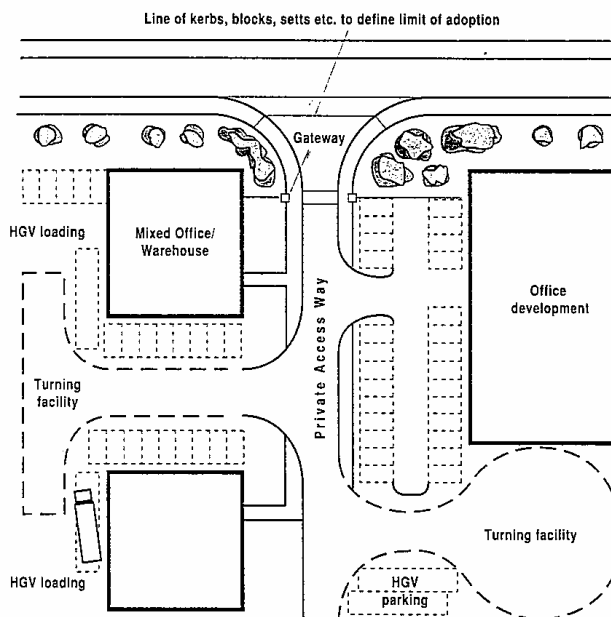 Line of kerbs, blocks, setts etc. to define limit of adoption
Gateway
HGV loading
Mixed Office/
Warehouse
Office
development
Private Access Way
Turning
facility
Turning facility
HGV loading
HGV
parking